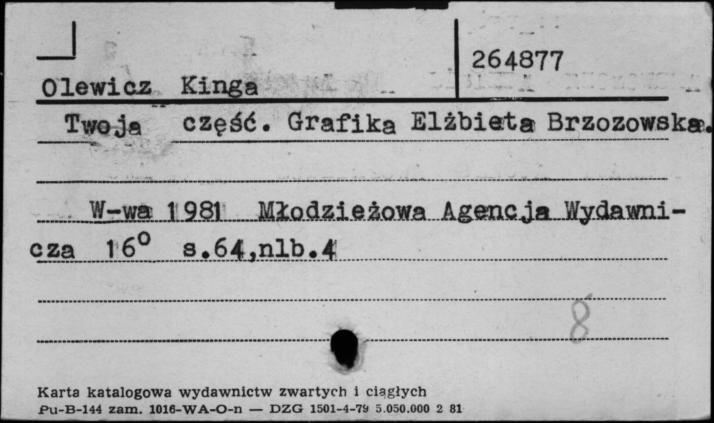 264877
Olewicz Kinga
Twoja część. Grafika Elżbieta Brzozowska.
W-wa 1981 Młodzieżowa Agencja Wydawni-
cza 16° s.64,nlb.4
8
Karta katalogowa wydawnictw zwartych i ciągłych
Pu-B-144 zam. 1016-WA-O-n — DZG 1501-4-79 5.050.000 2 81